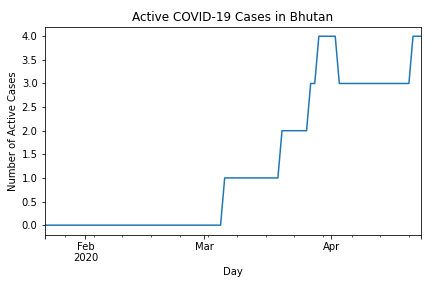 Active COVID-19 Cases in Bhutan
Number of Active Cases
4.0
3.5
3.0
2.5
2.0
1.5
1.0
0.5
0.0
Feb
2020
Mar
Apr
Day